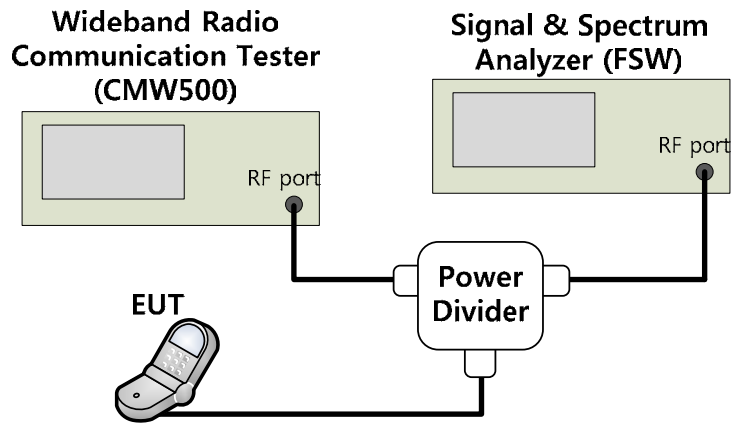 Wideband Radio
Communication Tester
(CMW500)
RF port
Signal & Spectrum
Analyzer (FSW)
RF port
Power
Divider
EUT